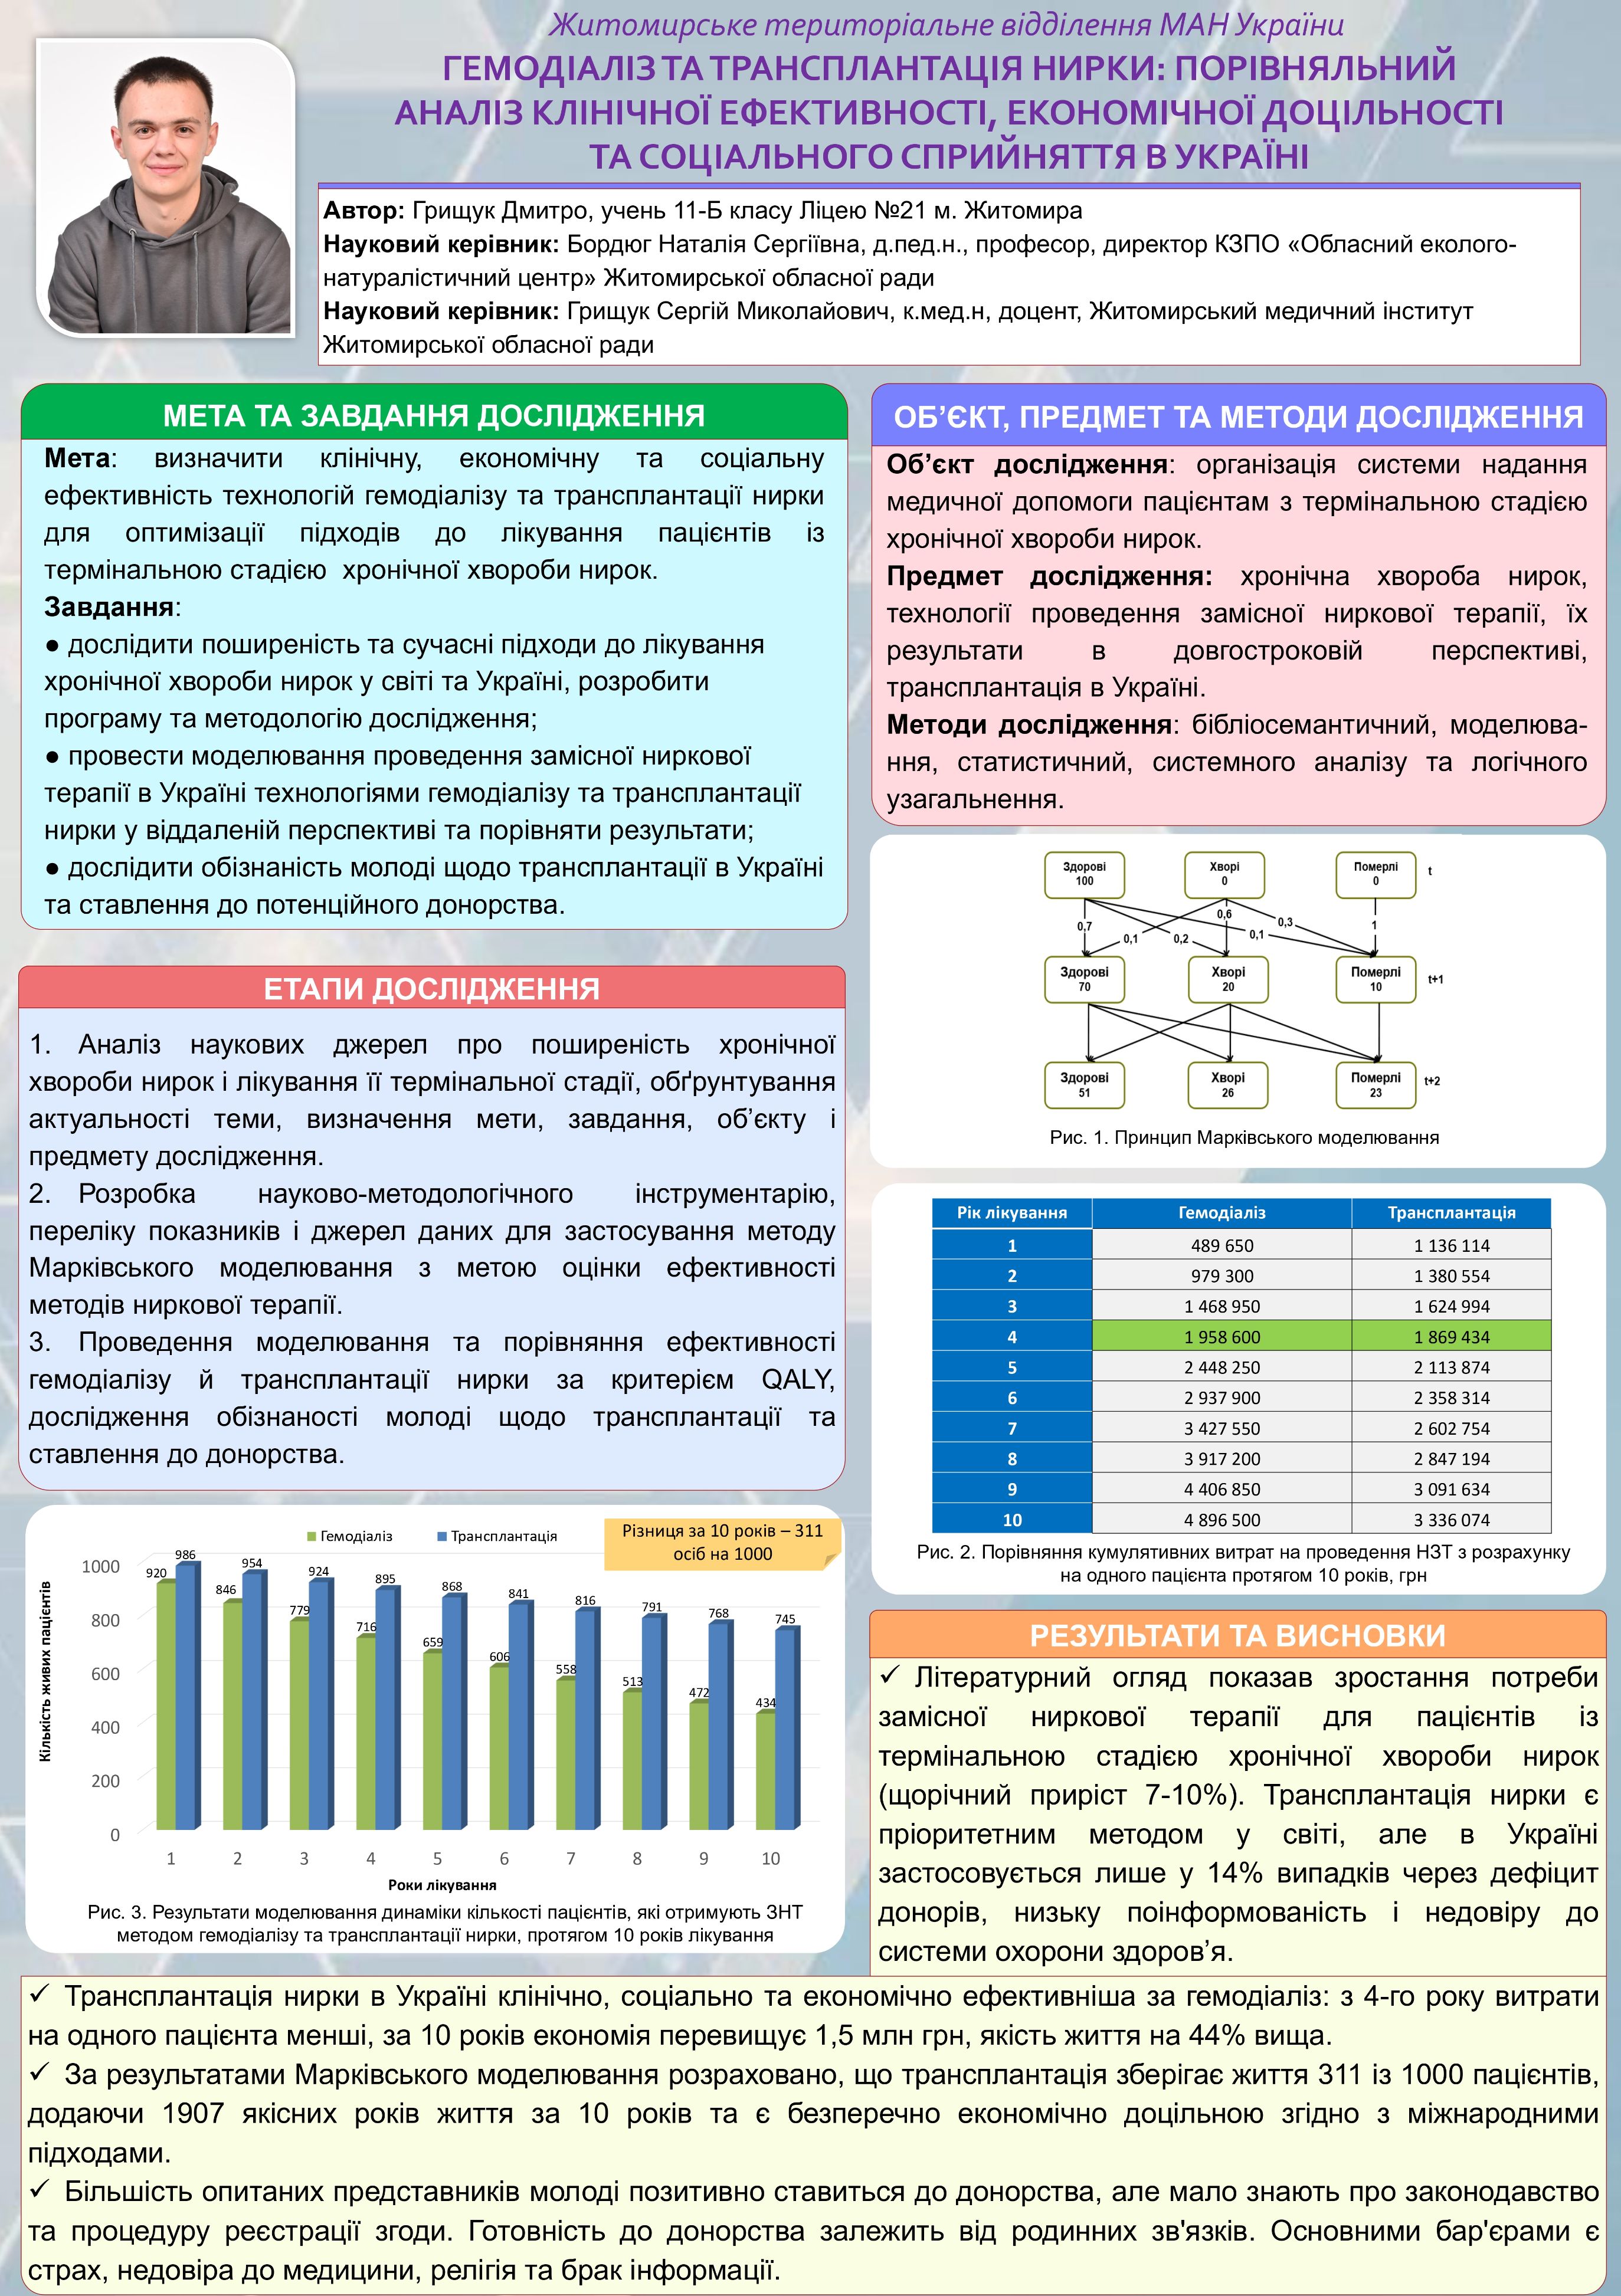 Житомирське територіальне відділення МАН України
ГЕМОДІАЛІЗ ТА ТРАНСПЛАНТАЦІЯ НИРКИ: ПОРІВНЯЛЬНИЙ
АНАЛІЗ КЛІНІЧНОЇ ЕФЕКТИВНОСТІ, ЕКОНОМІЧНОЇ ДОЦІЛЬНОСТІ
ТА СОЦІАЛЬНОГО СПРИЙНЯТТЯ В УКРАЇНІ
Автор: Грищук Дмитро, учень 11-Б класу Ліцею №21 м. Житомира
Науковий керівник: Бордюг Наталія Сергіївна, д.пед.н., професор, директор КЗПО «Обласний еколого-
натуралістичний центр» Житомирської обласної ради
Науковий керівник: Грищук Сергій Миколайович, к.мед.н, доцент, Житомирський медичний інститут
Житомирської обласної ради
МЕТА ТА ЗАВДАННЯ ДОСЛІДЖЕННЯ
Мета: визначити клінічну, економічну та соціальну
ефективність технологій гемодіалізу та трансплантації нирки
для оптимізації підходів до лікування пацієнтів із
термінальною стадією хронічної хвороби нирок.
Завдання:
● дослідити поширеність та сучасні підходи до лікування
хронічної хвороби нирок у світі та Україні, розробити
програму та методологію дослідження;
● провести моделювання проведення замісної ниркової
терапії в Україні технологіями гемодіалізу та трансплантації
нирки у віддаленій перспективі та порівняти результати;
● дослідити обізнаність молоді щодо трансплантації в Україні
та ставлення до потенційного донорства.
ОБ’ЄКТ, ПРЕДМЕТ ТА МЕТОДИ ДОСЛІДЖЕННЯ
Об’єкт дослідження: організація системи надання
медичної допомоги пацієнтам з термінальною стадією
хронічної хвороби нирок.
Предмет дослідження: хронічна хвороба нирок,
технології проведення замісної ниркової терапії, їх
результати в довгостроковій перспективі,
трансплантація в Україні.
Методи дослідження: бібліосемантичний, моделюва-
ння, статистичний, системного аналізу та логічного
узагальнення.
Здорові Хворі Померлі t
100 0 0
0,7 0,1 0,2 0,6 0,1 0,3 1
Здорові Хворі Померлі t+1
70 20 10
Здорові Хворі Померлі t+2
51 26 23
Рис. 1. Принцип Марківського моделювання
ЕТАПИ ДОСЛІДЖЕННЯ
1. Аналіз наукових джерел про поширеність хронічної
хвороби нирок і лікування її термінальної стадії, обґрунтування
актуальності теми, визначення мети, завдання, об’єкту і
предмету дослідження.
2. Розробка науково-методологічного інструментарію,
переліку показників і джерел даних для застосування методу
Марківського моделювання з метою оцінки ефективності
методів ниркової терапії.
3. Проведення моделювання та порівняння ефективності
гемодіалізу й трансплантації нирки за критерієм QALY,
дослідження обізнаності молоді щодо трансплантації та
ставлення до донорства.
Рік лікування Гемодіаліз Трансплантація
1 489 650 1 136 114
2 979 300 1 380 554
3 1 468 950 1 624 994
4 1 958 600 1 869 434
5 2 448 250 2 113 874
6 2 937 900 2 358 314
7 3 427 550 2 602 754
8 3 917 200 2 847 194
9 4 406 850 3 091 634
10 4 896 500 3 336 074
Рис. 2. Порівняння кумулятивних витрат на проведення НЗТ з розрахунку
на одного пацієнта протягом 10 років, грн
Гемодіаліз Трансплантація
Різниця за 10 років – 311
осіб на 1000
Кількість живих пацієнтів
1000
800
600
400
200
0
920 986 846 954 779 924 716 895 659 868 606 841 558 816 513 791 472 768 434 745
1 2 3 4 5 6 7 8 9 10
Роки лікування
Рис. 3. Результати моделювання динаміки кількості пацієнтів, які отримують ЗНТ
методом гемодіалізу та трансплантації нирки, протягом 10 років лікування
РЕЗУЛЬТАТИ ТА ВИСНОВКИ
✓ Літературний огляд показав зростання потреби
замісної ниркової терапії для пацієнтів із
термінальною стадією хронічної хвороби нирок
(щорічний приріст 7-10%). Трансплантація нирки є
пріоритетним методом у світі, але в Україні
застосовується лише у 14% випадків через дефіцит
донорів, низьку поінформованість і недовіру до
системи охорони здоров’я.
✓ Трансплантація нирки в Україні клінічно, соціально та економічно ефективніша за гемодіаліз: з 4-го року витрати
на одного пацієнта менші, за 10 років економія перевищує 1,5 млн грн, якість життя на 44% вища.
✓ За результатами Марківського моделювання розраховано, що трансплантація зберігає життя 311 із 1000 пацієнтів,
додаючи 1907 якісних років життя за 10 років та є безперечно економічно доцільною згідно з міжнародними
підходами.
✓ Більшість опитаних представників молоді позитивно ставиться до донорства, але мало знають про законодавство
та процедуру реєстрації згоди. Готовність до донорства залежить від родинних зв'язків. Основними бар'єрами є
страх, недовіра до медицини, релігія та брак інформації.